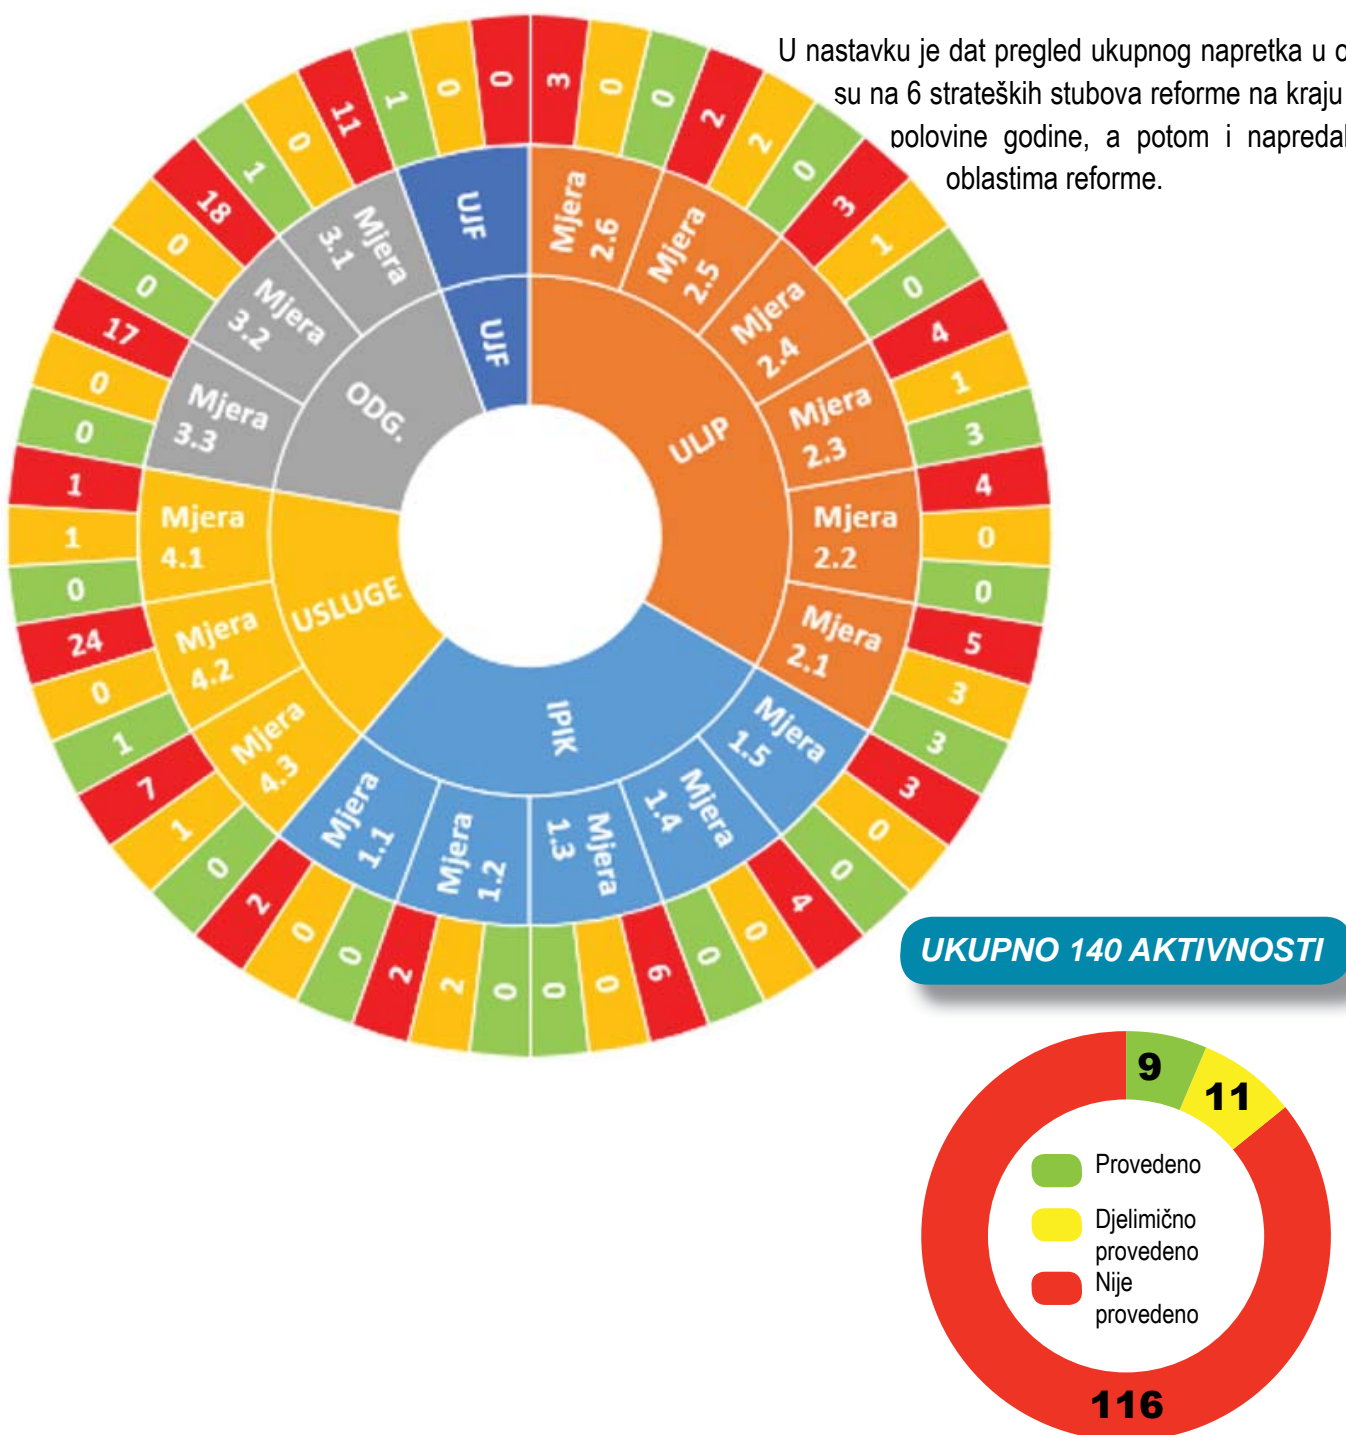 U nastavku je dat pregled ukupnog napretka u
su na 6 strateških stubova reforme na kraju
polovine godine, a potom i
oblastima reforme.
ULJP
Mjera
2.6
3
0
0
Mjera
2.5
2
2
0
Mjera
2.4
3
1
0
Mjera
2.3
4
1
3
Mjera
2.2
4
0
0
Mjera
2.1
5
3
3
IPIK
Mjera
1.5
3
0
0
Mjera
1.4
4
0
0
Mjera
1.3
6
0
0
Mjera
1.2
0
2
2
Mjera
1.1
0
0
2
USLUGE
Mjera
4.3
0
1
7
Mjera
4.2
1
0
24
Mjera
4.1
0
1
1
ODG.
Mjera
3.3
0
0
17
Mjera
3.2
0
0
18
Mjera
3.1
1
0
11
UJF
UJF
1
0
0
UKUPNO 140 AKTIVNOSTI
9
11
Provedeno
Djelimično
provedeno
Nije
provedeno
116